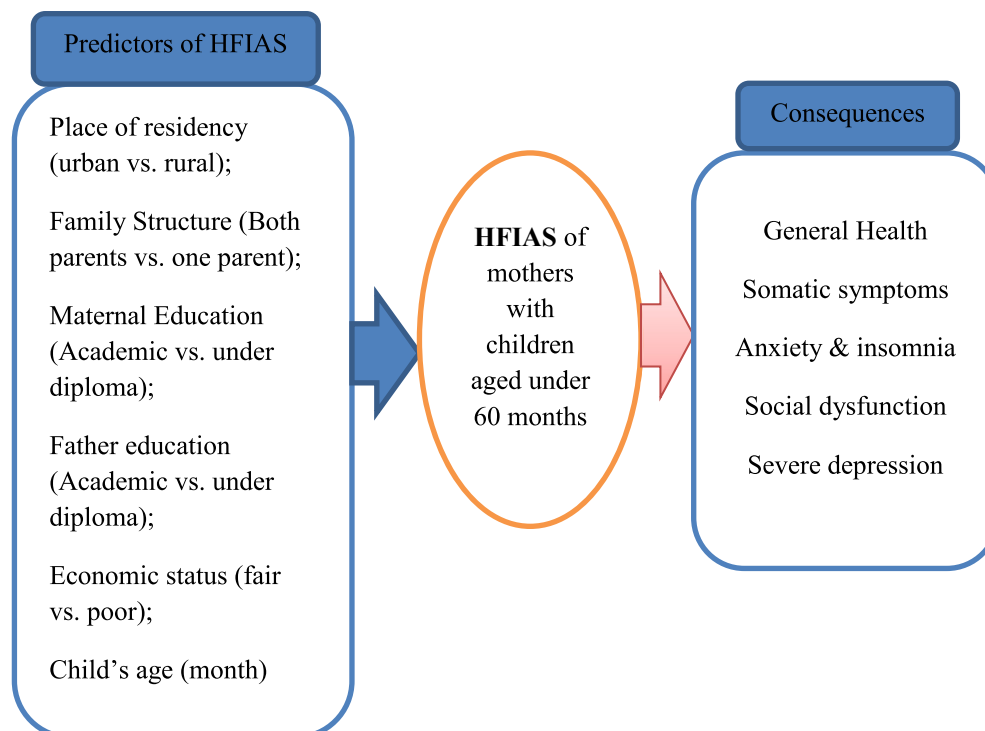 Predictors of HFIAS
Place of residency
(urban vs. rural);
Family Structure (Both
parents vs. one parent);
Maternal Education
(Academic vs. under
diploma);
Father education
(Academic vs. under
diploma);
Economic status (fair
vs. poor);
Child’s age (month)
HFIAS of
mothers
with
children
aged under
60 months
Consequences
General Health
Somatic symptoms
Anxiety & insomnia
Social dysfunction
Severe depression